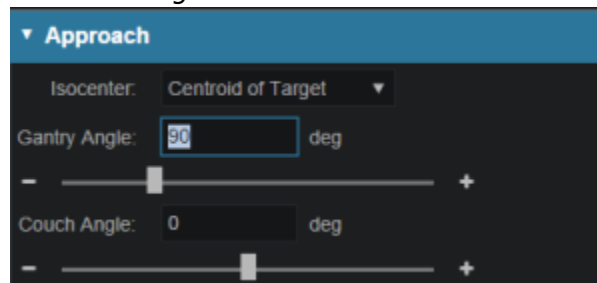 Approach
Isocenter: Centroid of Target
Gantry Angle: 90 deg
- +
Couch Angle: 0 deg
- +